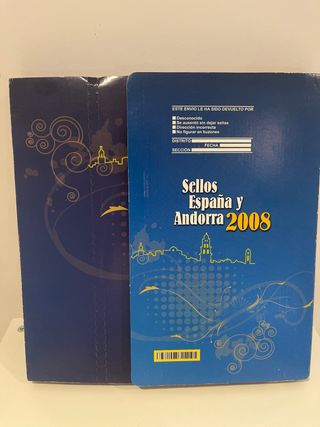 ESTE ENVIO LE HA SIDO DEVUELTO POR
Desconocido
Se ausentó sin dejar señas
Dirección incorrecta
No figurar en buzones
DISTRITO
FECHA
SECCIÓN
Sellos
España y
Andorra 2008